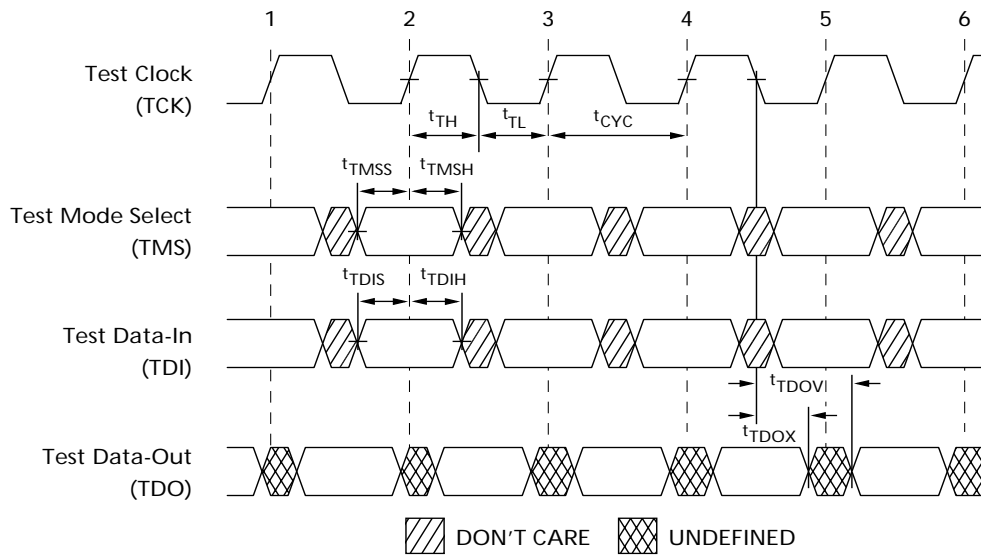 1 2 3 4 5 6
Test Clock
(TCK)
tTH tTL tCYC
tTMSS tTMSH
Test Mode Select
(TMS)
tTDIS tTDIH
Test Data-In
(TDI)
tTDOV
tTDOX
Test Data-Out
(TDO)
DON'T CARE UNDEFINED